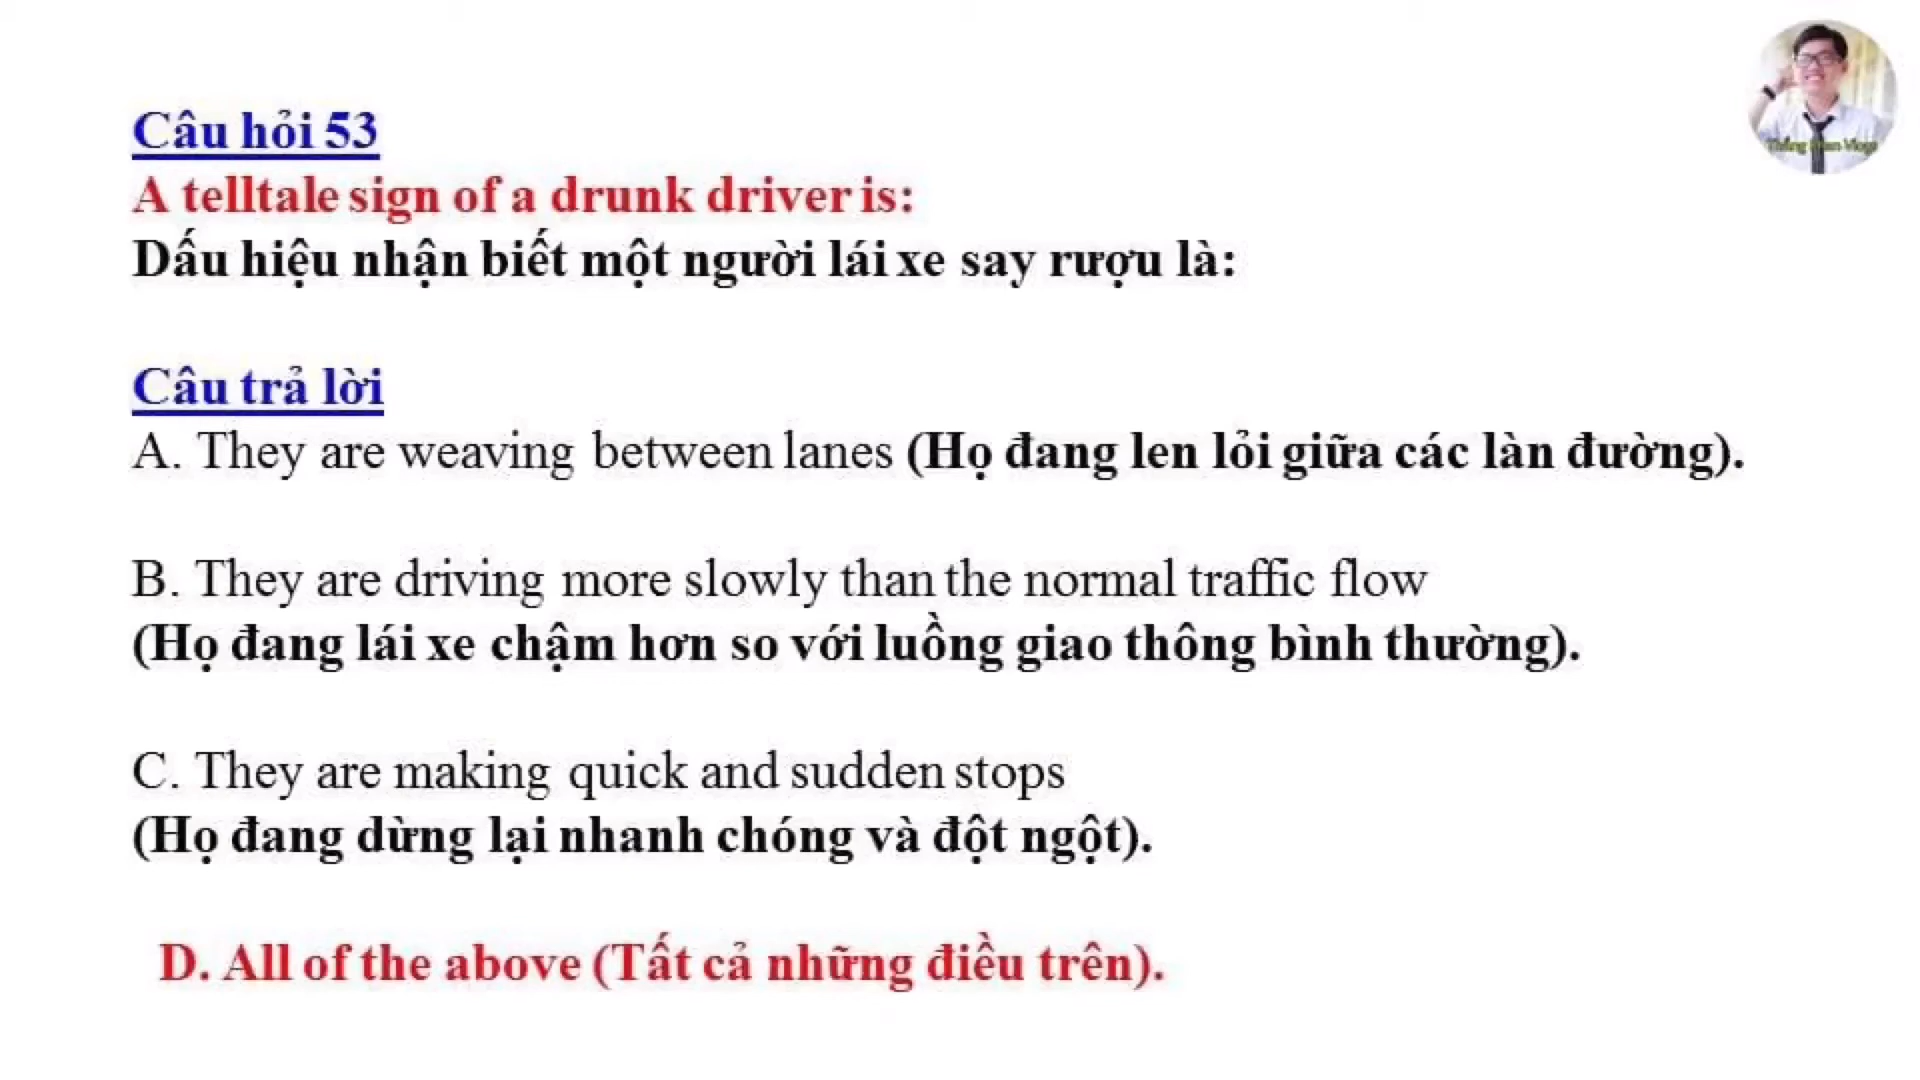 Câu hỏi 53
A telltale sign of a drunk driver is:
Dấu hiệu nhận biết một người lái xe say rượu là:
Câu trả lời
A. They are weaving between lanes (Họ đang len lỏi giữa các làn đường).
B. They are driving more slowly than the normal traffic flow
(Họ đang lái xe chậm hơn so với luồng giao thông bình thường).
C. They are making quick and sudden stops
(Họ đang dừng lại nhanh chóng và đột ngột).
D. All of the above (Tất cả những điều trên).